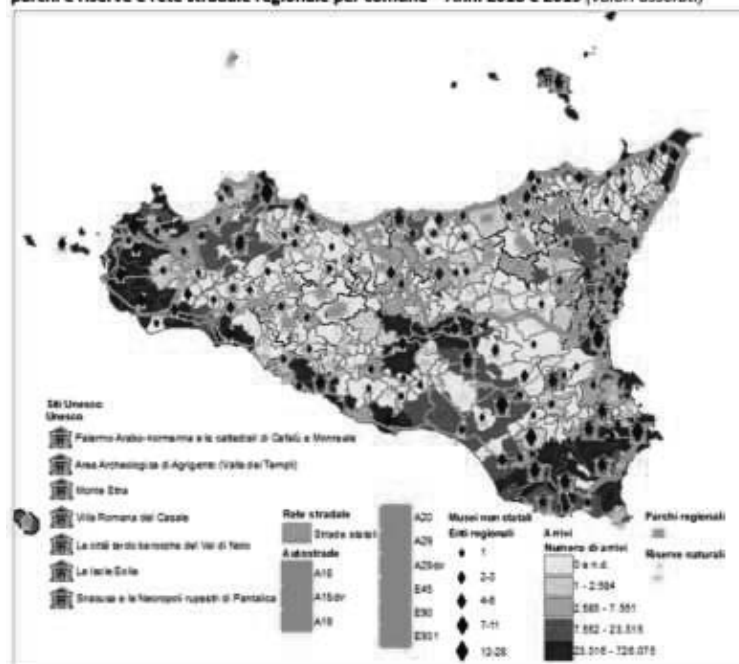 parchi e riserve e rete stradale regionale per comune - Anni 2018 e 2019 (valori assoluti)
Siti Unesco
Unesco
Palermo Arabo-normanna e le cattedrali di Cefalù e Monreale
Area Archeologica di Agrigento (Valle dei Templi)
Monte Etna
Villa Romana del Casale
Le città tardo barocche del Val di Noto
Le Isole Eolie
Siracusa e le Necropoli rupestri di Pantalica
Rete stradale
Strade statali
Autostrade
A18
A18dir
A19
A20
A29
A29dir
E45
E90
Musei non statali
Enti regionali
1
2-3
4-6
7-11
12-28
Arrivi
Numero di arrivi
0 e n.d.
1 - 2.584
2.585 - 7.551
7.552 - 23.515
23.516 - 726.075
Parchi regionali
Riserve naturali